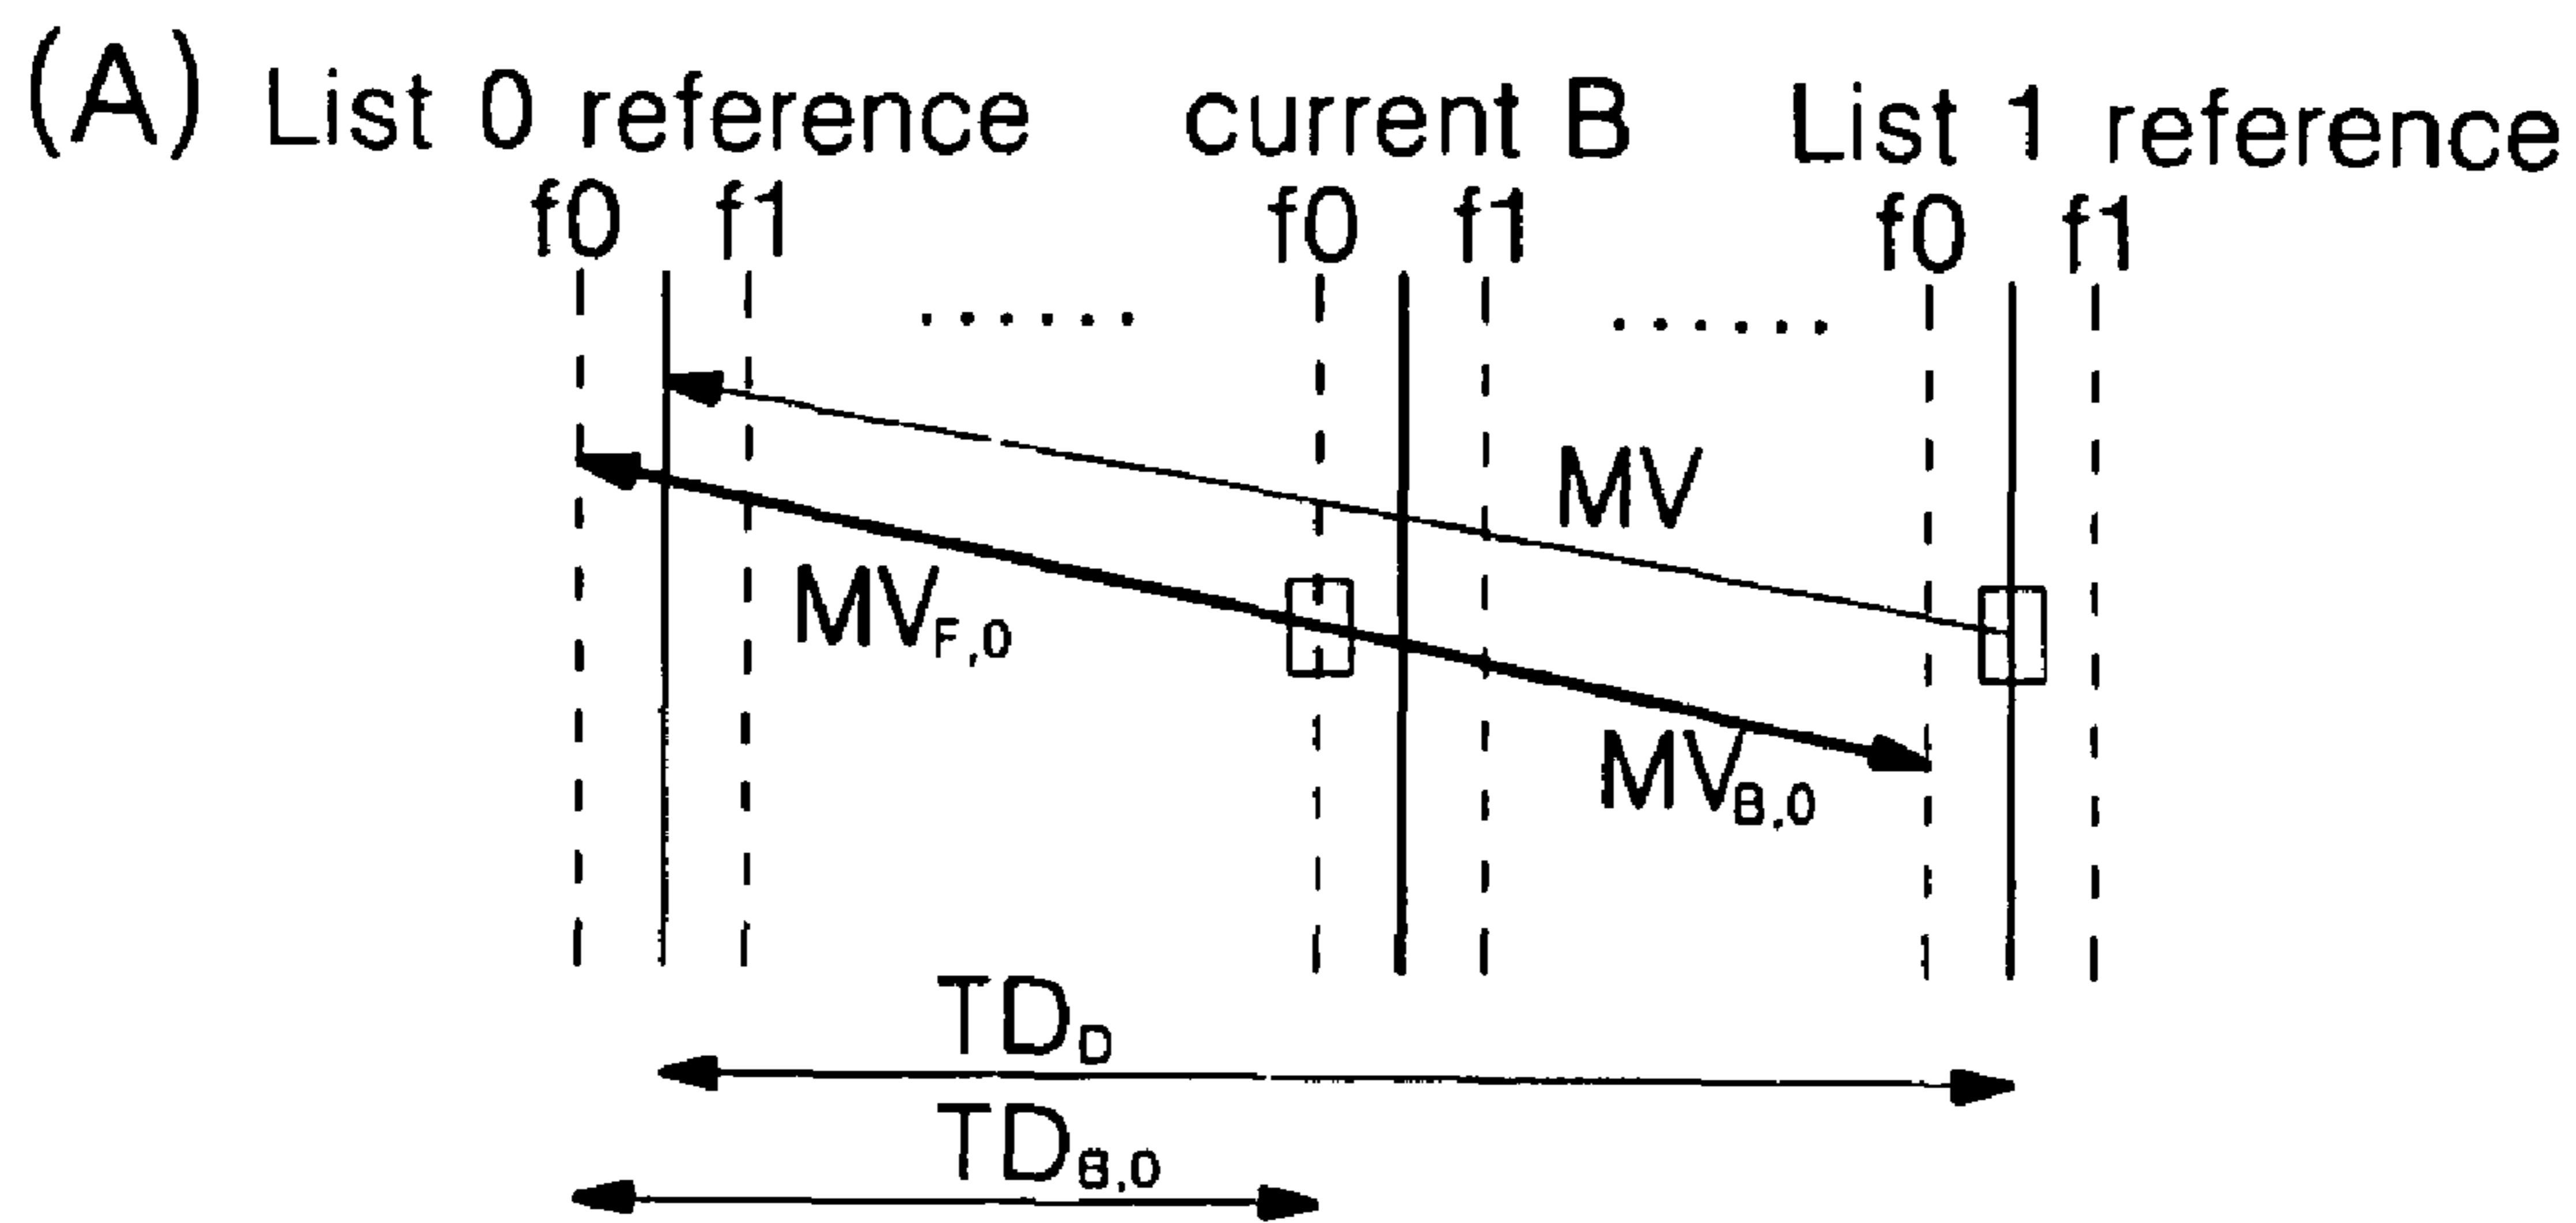 (A) List 0 reference current B List 1 reference
f0 f1 f0 f1 f0 f1
...... ......
MV
MVF,0
MVB,0
TDD
TDB,0